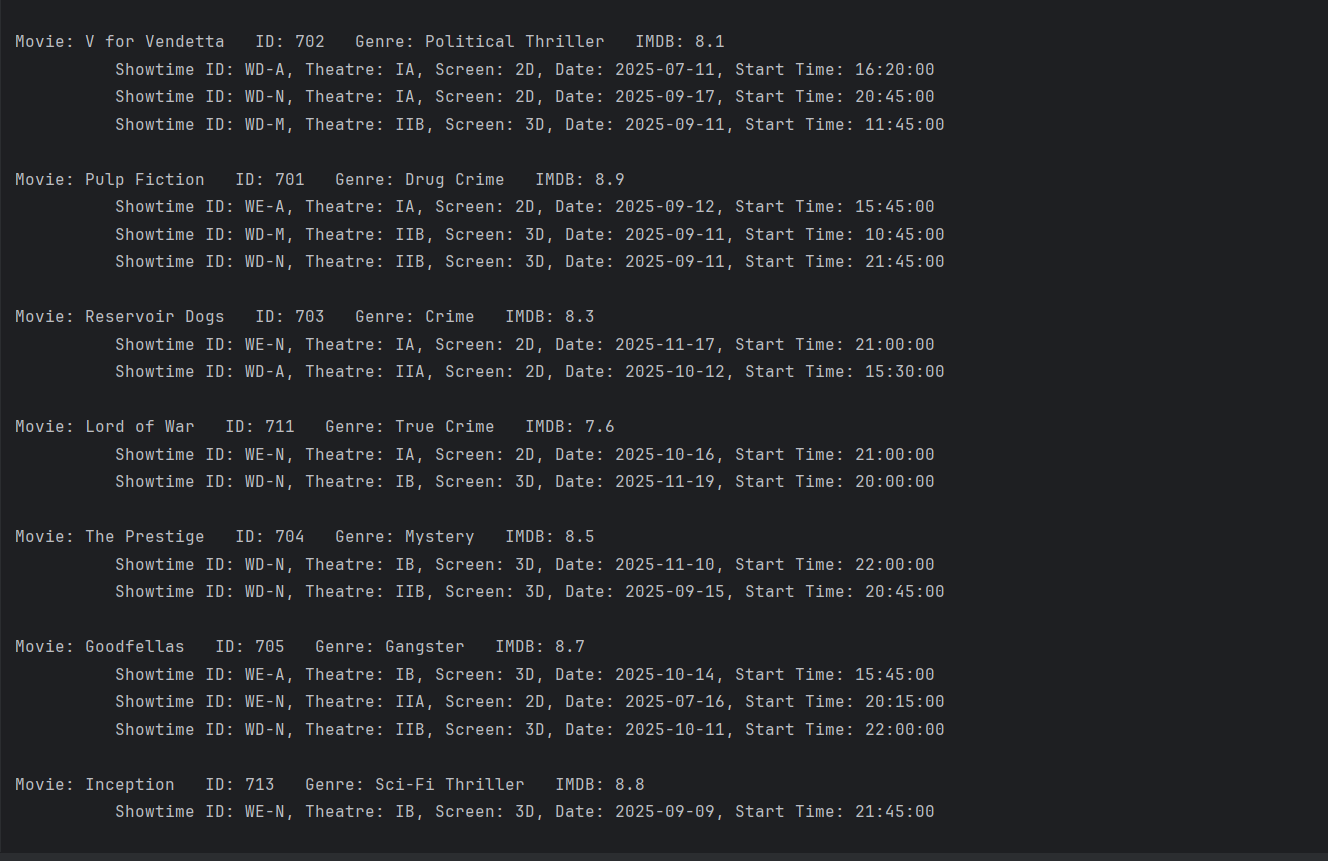 Movie: V for Vendetta   ID: 702   Genre: Political Thriller   IMDB: 8.1
          Showtime ID: WD-A, Theatre: IA, Screen: 2D, Date: 2025-07-11, Start Time: 16:20:00
          Showtime ID: WD-N, Theatre: IA, Screen: 2D, Date: 2025-09-17, Start Time: 20:45:00
          Showtime ID: WD-M, Theatre: IIB, Screen: 3D, Date: 2025-09-11, Start Time: 11:45:00

Movie: Pulp Fiction   ID: 701   Genre: Drug Crime   IMDB: 8.9
          Showtime ID: WE-A, Theatre: IA, Screen: 2D, Date: 2025-09-12, Start Time: 15:45:00
          Showtime ID: WD-M, Theatre: IIB, Screen: 3D, Date: 2025-09-11, Start Time: 10:45:00
          Showtime ID: WD-N, Theatre: IIB, Screen: 3D, Date: 2025-09-11, Start Time: 21:45:00

Movie: Reservoir Dogs   ID: 703   Genre: Crime   IMDB: 8.3
          Showtime ID: WE-N, Theatre: IA, Screen: 2D, Date: 2025-11-17, Start Time: 21:00:00
          Showtime ID: WD-A, Theatre: IIA, Screen: 2D, Date: 2025-10-12, Start Time: 15:30:00

Movie: Lord of War   ID: 711   Genre: True Crime   IMDB: 7.6
          Showtime ID: WE-N, Theatre: IA, Screen: 2D, Date: 2025-10-16, Start Time: 21:00:00
          Showtime ID: WD-N, Theatre: IB, Screen: 3D, Date: 2025-11-19, Start Time: 20:00:00

Movie: The Prestige   ID: 704   Genre: Mystery   IMDB: 8.5
          Showtime ID: WD-N, Theatre: IB, Screen: 3D, Date: 2025-11-10, Start Time: 22:00:00
          Showtime ID: WD-N, Theatre: IIB, Screen: 3D, Date: 2025-09-15, Start Time: 20:45:00

Movie: Goodfellas   ID: 705   Genre: Gangster   IMDB: 8.7
          Showtime ID: WE-A, Theatre: IB, Screen: 3D, Date: 2025-10-14, Start Time: 15:45:00
          Showtime ID: WE-N, Theatre: IIA, Screen: 2D, Date: 2025-07-16, Start Time: 20:15:00
          Showtime ID: WD-N, Theatre: IIB, Screen: 3D, Date: 2025-10-11, Start Time: 22:00:00

Movie: Inception   ID: 713   Genre: Sci-Fi Thriller   IMDB: 8.8
          Showtime ID: WE-N, Theatre: IB, Screen: 3D, Date: 2025-09-09, Start Time: 21:45:00